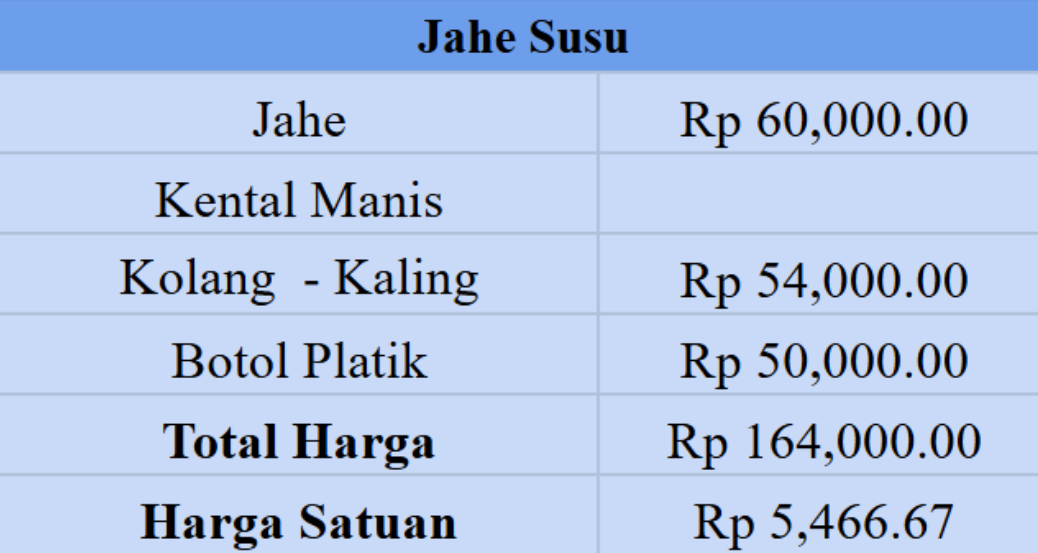 Jahe Susu
Jahe Rp 60,000.00
Kental Manis
Kolang  - Kaling Rp 54,000.00
Botol Platik Rp 50,000.00
Total Harga Rp 164,000.00
Harga Satuan Rp 5,466.67